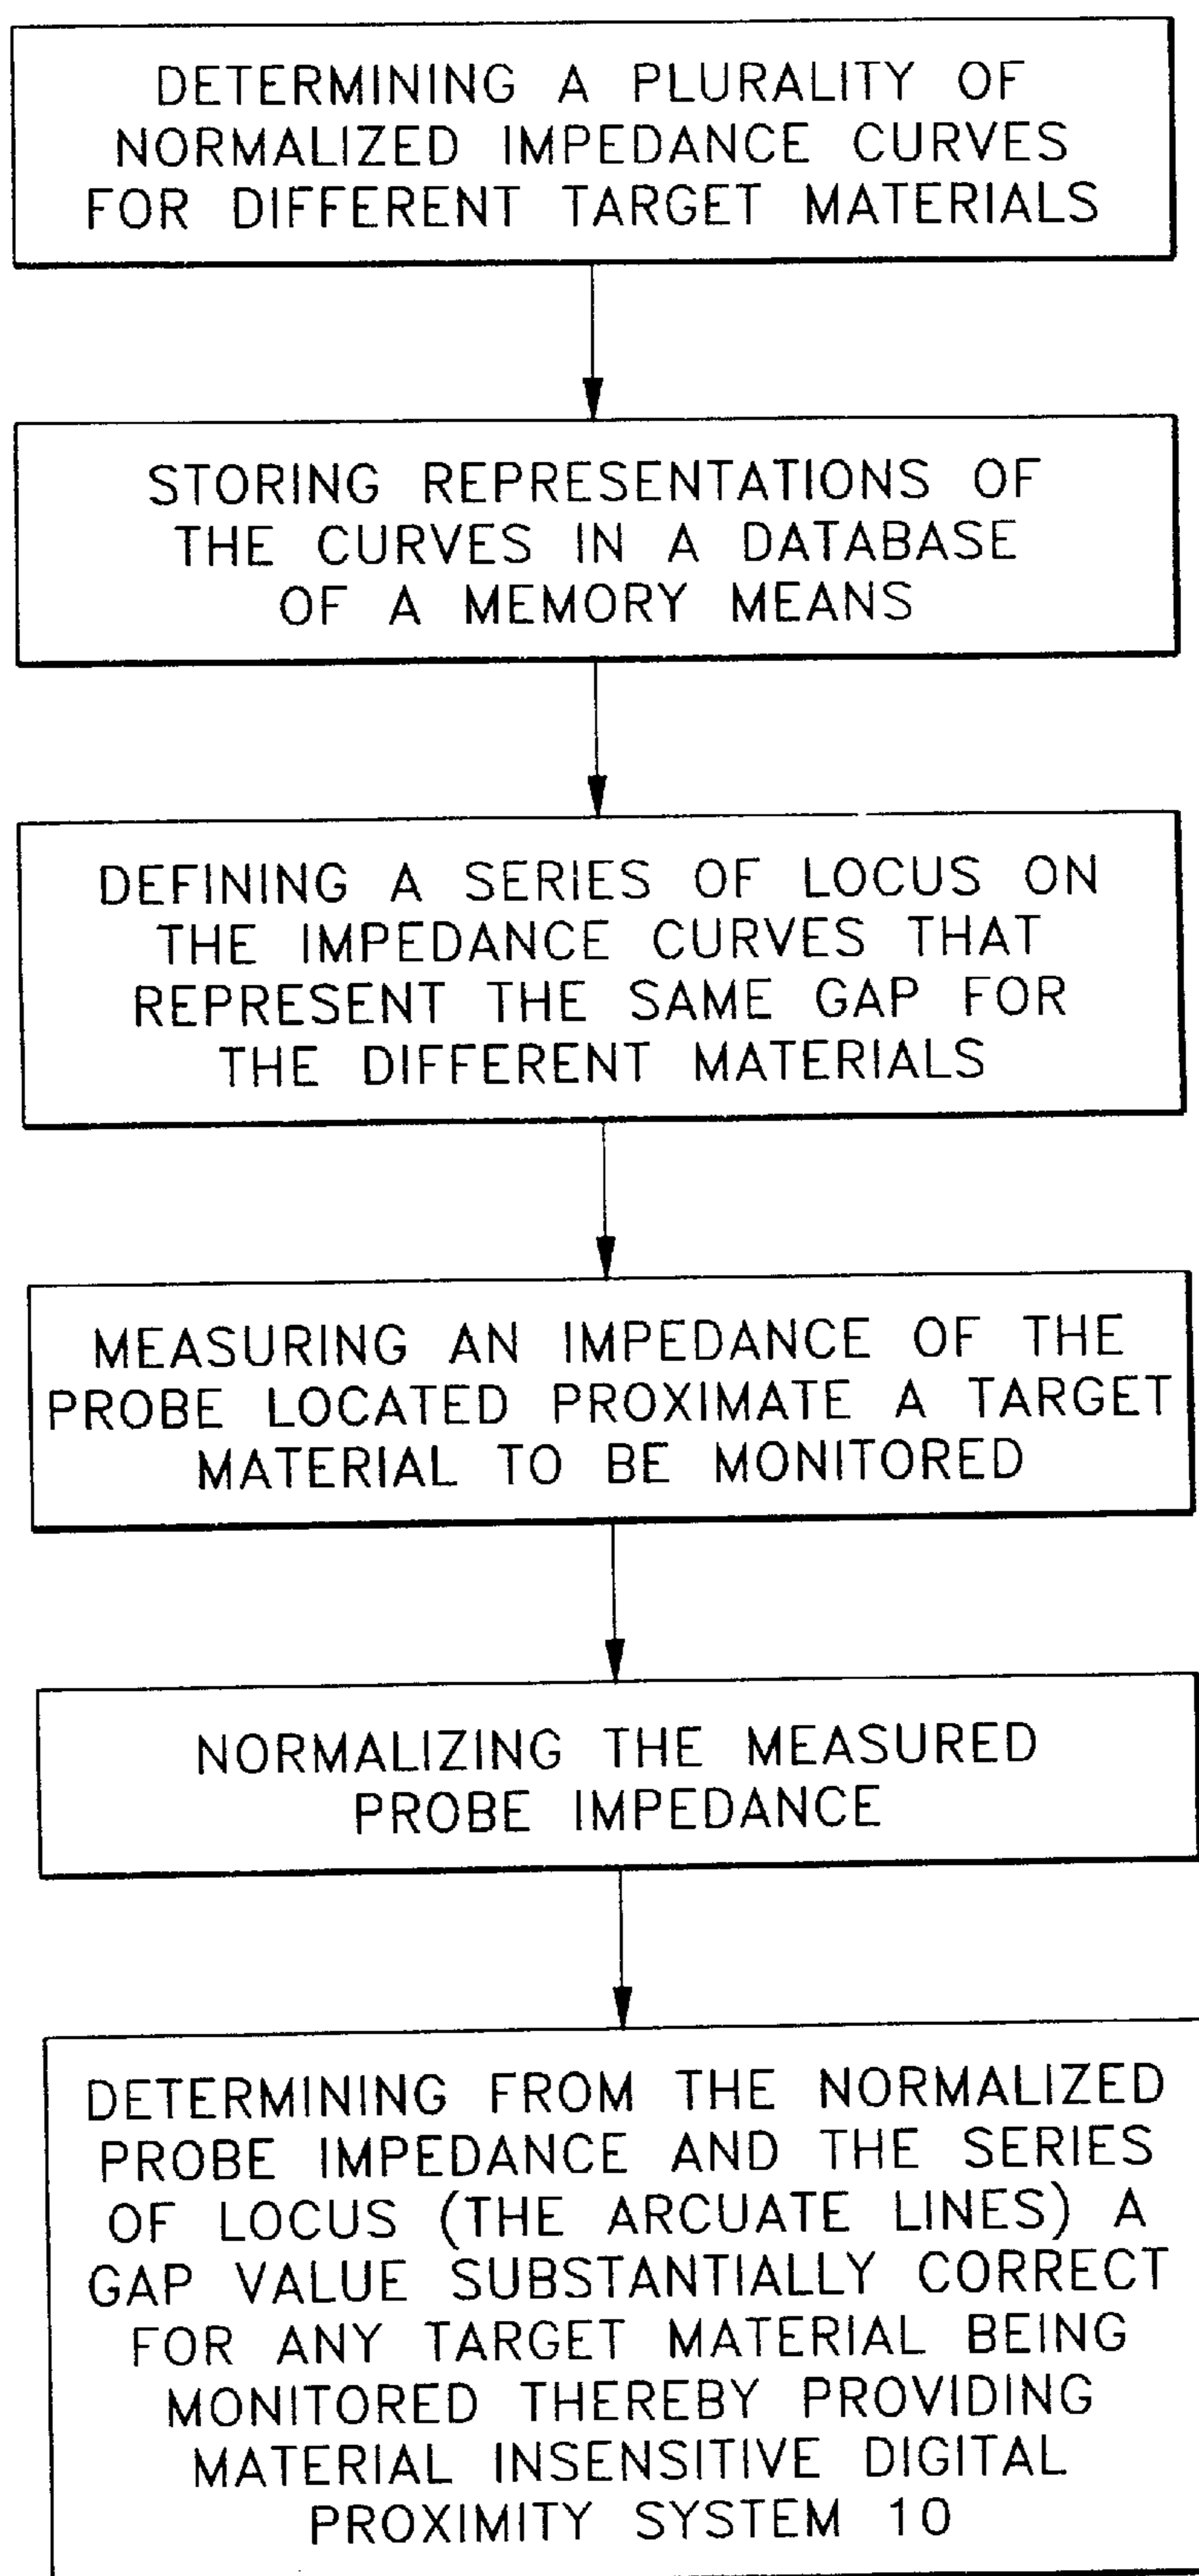 DETERMINING A PLURALITY OF
NORMALIZED IMPEDANCE CURVES
FOR DIFFERENT TARGET MATERIALS
STORING REPRESENTATIONS OF
THE CURVES IN A DATABASE
OF A MEMORY MEANS
DEFINING A SERIES OF LOCUS ON
THE IMPEDANCE CURVES THAT
REPRESENT THE SAME GAP FOR
THE DIFFERENT MATERIALS
MEASURING AN IMPEDANCE OF THE
PROBE LOCATED PROXIMATE A TARGET
MATERIAL TO BE MONITORED
NORMALIZING THE MEASURED
PROBE IMPEDANCE
DETERMINING FROM THE NORMALIZED
PROBE IMPEDANCE AND THE SERIES
OF LOCUS (THE ARCUATE LINES) A
GAP VALUE SUBSTANTIALLY CORRECT
FOR ANY TARGET MATERIAL BEING
MONITORED THEREBY PROVIDING
MATERIAL INSENSITIVE DIGITAL
PROXIMITY SYSTEM 10